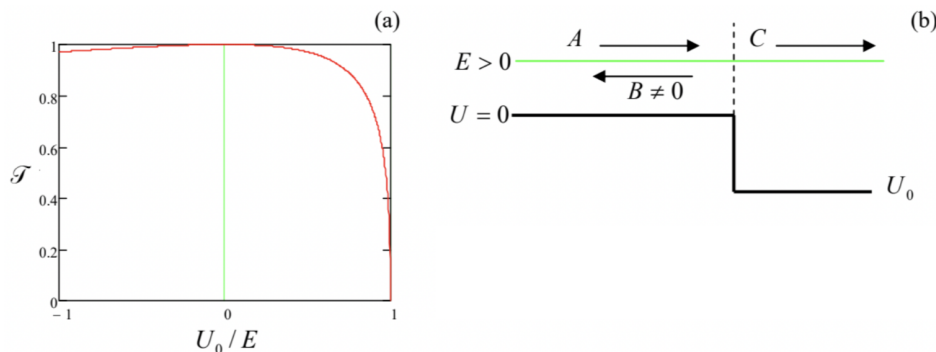 (a)
1
0.8
0.6
𝒯
0.4
0.2
0
− 1
0
1
U₀ / E
(b)
A
C
E > 0
B ≠ 0
U = 0
U₀